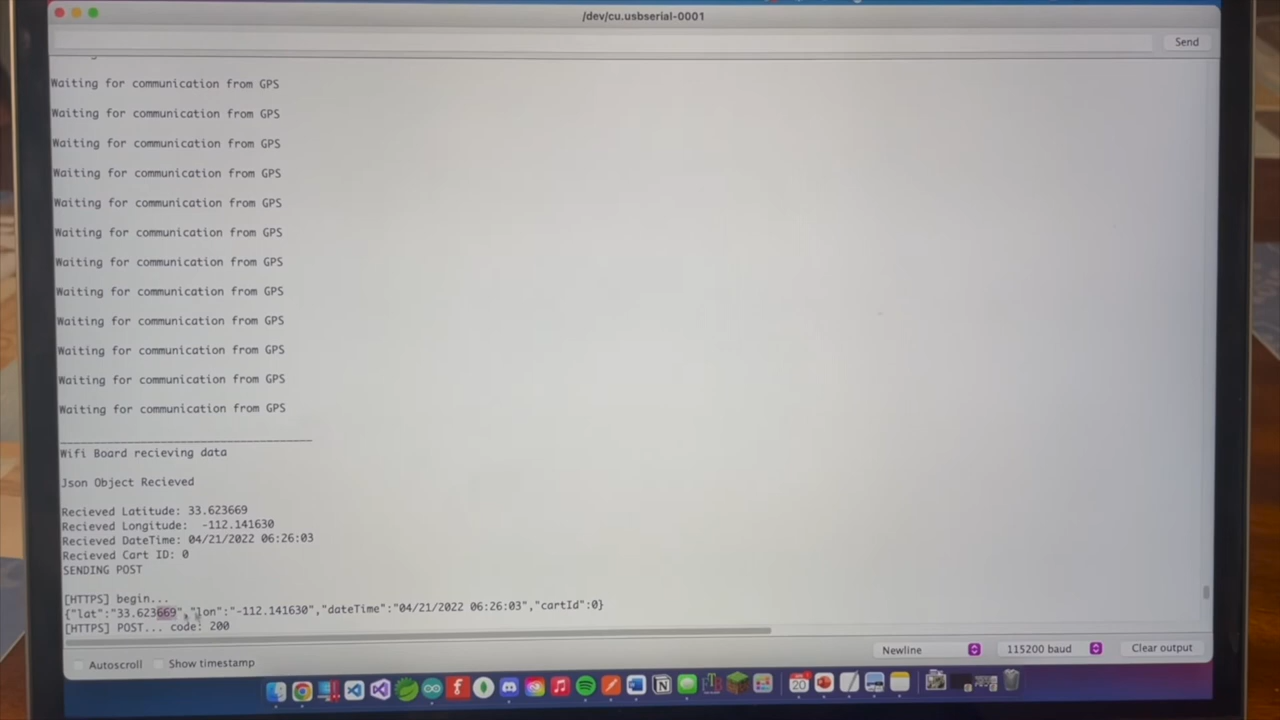 /dev/cu.usbserial-0001
Send
Waiting for communication from GPS
Waiting for communication from GPS
Waiting for communication from GPS
Waiting for communication from GPS
Waiting for communication from GPS
Waiting for communication from GPS
Waiting for communication from GPS
Waiting for communication from GPS
Waiting for communication from GPS
Waiting for communication from GPS
Waiting for communication from GPS
Waiting for communication from GPS
Wifi Board recieving data
Json Object Recieved
Recieved Latitude: 33.623669
Recieved Longitude: -112.141630
Recieved DateTime: 04/21/2022 06:26:03
Recieved Cart ID: 0
SENDING POST
[HTTPS] begin...
{"lat":"33.623669","lon":"-112.141630","dateTime":"04/21/2022 06:26:03","cartId":0}
[HTTPS] POST... code: 200
Autoscroll Show timestamp Newline 115200 baud Clear output
20